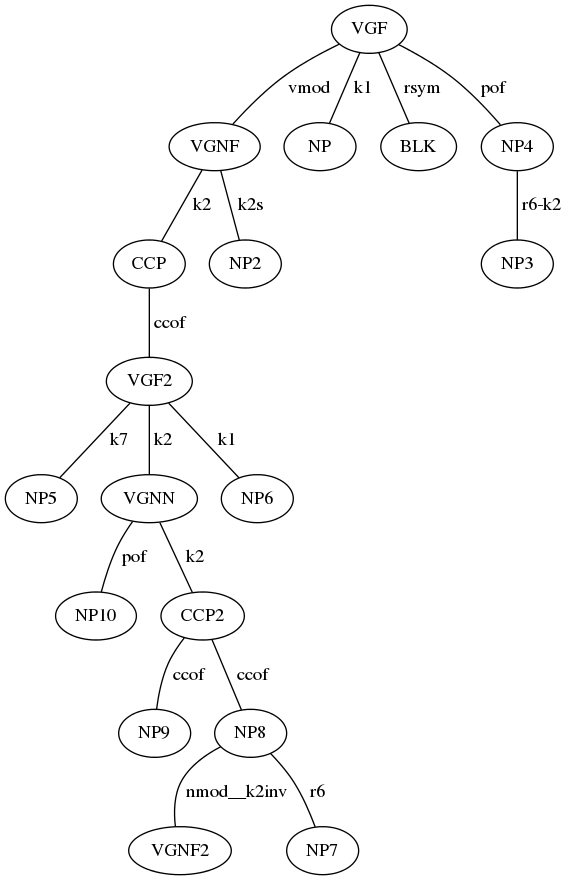 VGF
vmod k1 rsym pof
VGNF NP BLK NP4
k2 k2s r6-k2
CCP NP2 NP3
ccof
VGF2
k7 k2 k1
NP5 VGNN NP6
pof k2
NP10 CCP2
ccof ccof
NP9 NP8
nmod__k2inv r6
VGNF2 NP7